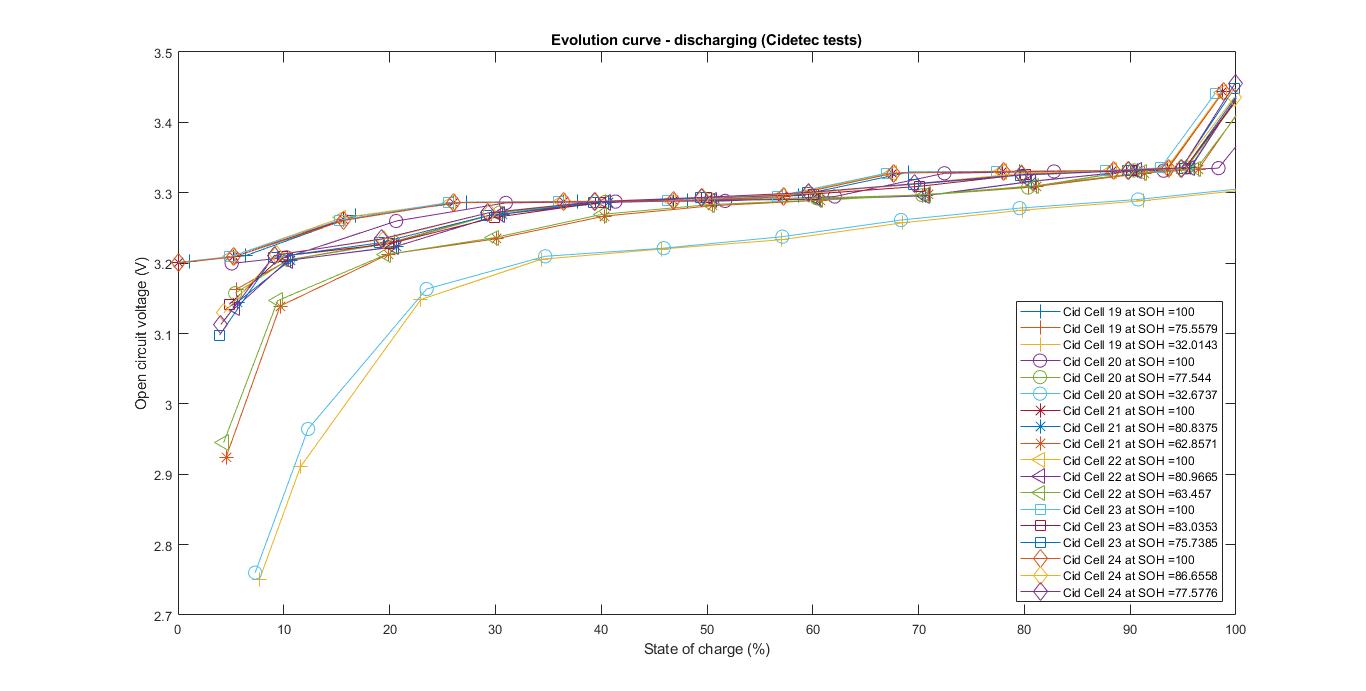 Evolution curve - discharging (Cidetec tests)
3.5
3.4
3.3
3.2
3.1
3
2.9
2.8
2.7
Open circuit voltage (V)
Cid Cell 19 at SOH =100
Cid Cell 19 at SOH =75.5579
Cid Cell 19 at SOH =32.0143
Cid Cell 20 at SOH =100
Cid Cell 20 at SOH =77.544
Cid Cell 20 at SOH =32.6737
Cid Cell 21 at SOH =100
Cid Cell 21 at SOH =80.8375
Cid Cell 21 at SOH =62.8571
Cid Cell 22 at SOH =100
Cid Cell 22 at SOH =80.9665
Cid Cell 22 at SOH =63.457
Cid Cell 23 at SOH =100
Cid Cell 23 at SOH =83.0353
Cid Cell 23 at SOH =75.7385
Cid Cell 24 at SOH =100
Cid Cell 24 at SOH =86.6558
Cid Cell 24 at SOH =77.5776
0 10 20 30 40 50 60 70 80 90 100
State of charge (%)